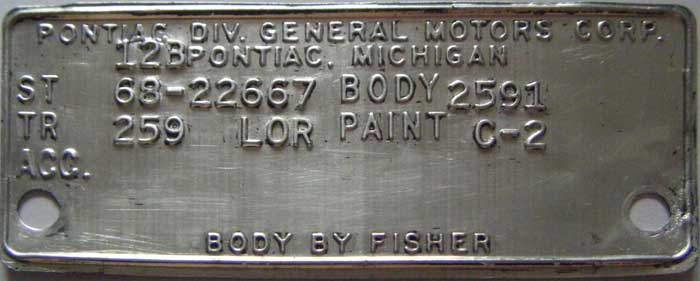 PONTIAC DIV. GENERAL MOTORS CORP.
12B PONTIAC, MICHIGAN
ST 68-22667 BODY 2591
TR 259 LOR PAINT C-2
ACC.
BODY BY FISHER